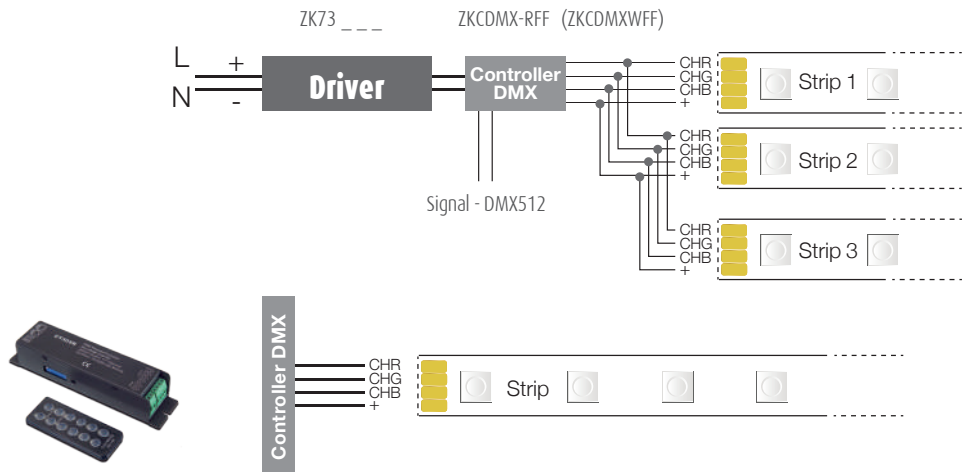 ZK73 _ _ _
ZKCDMX-RFF (ZKCDMXWFF)
L + Driver Controller
N - DMX
CHR
CHG
CHB
+
Strip 1
CHR
CHG
CHB
+
Strip 2
Signal - DMX512
CHR
CHG
CHB
+
Strip 3
Controller DMX
CHR
CHG
CHB
+
Strip